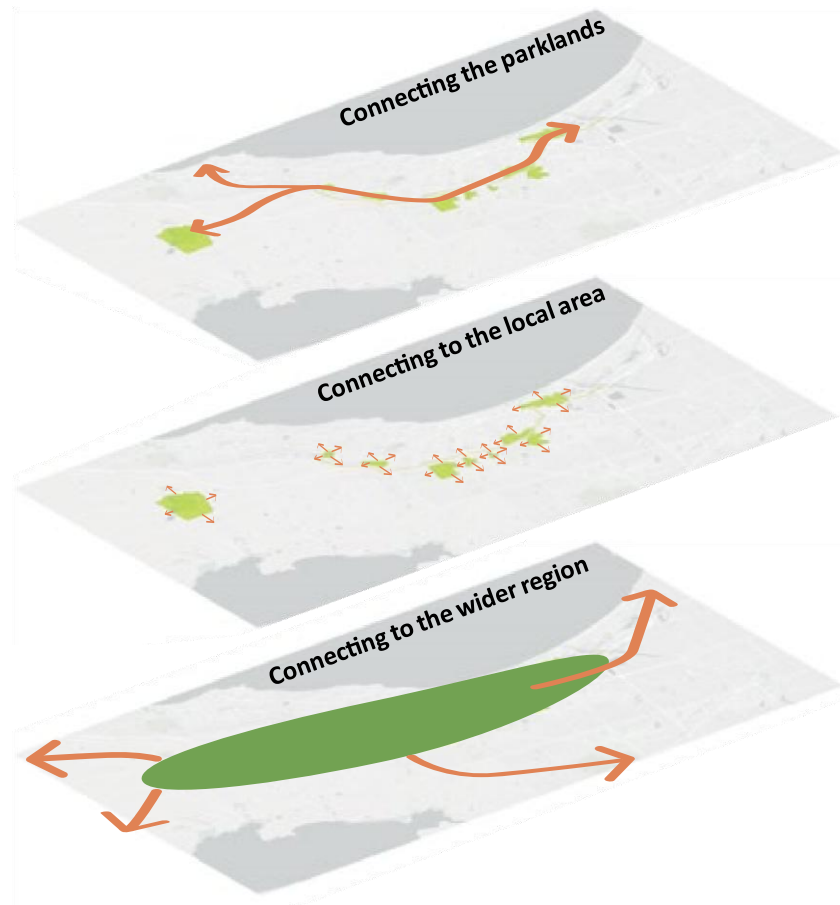 Connecting the parklands
Connecting to the local area
Connecting to the wider region